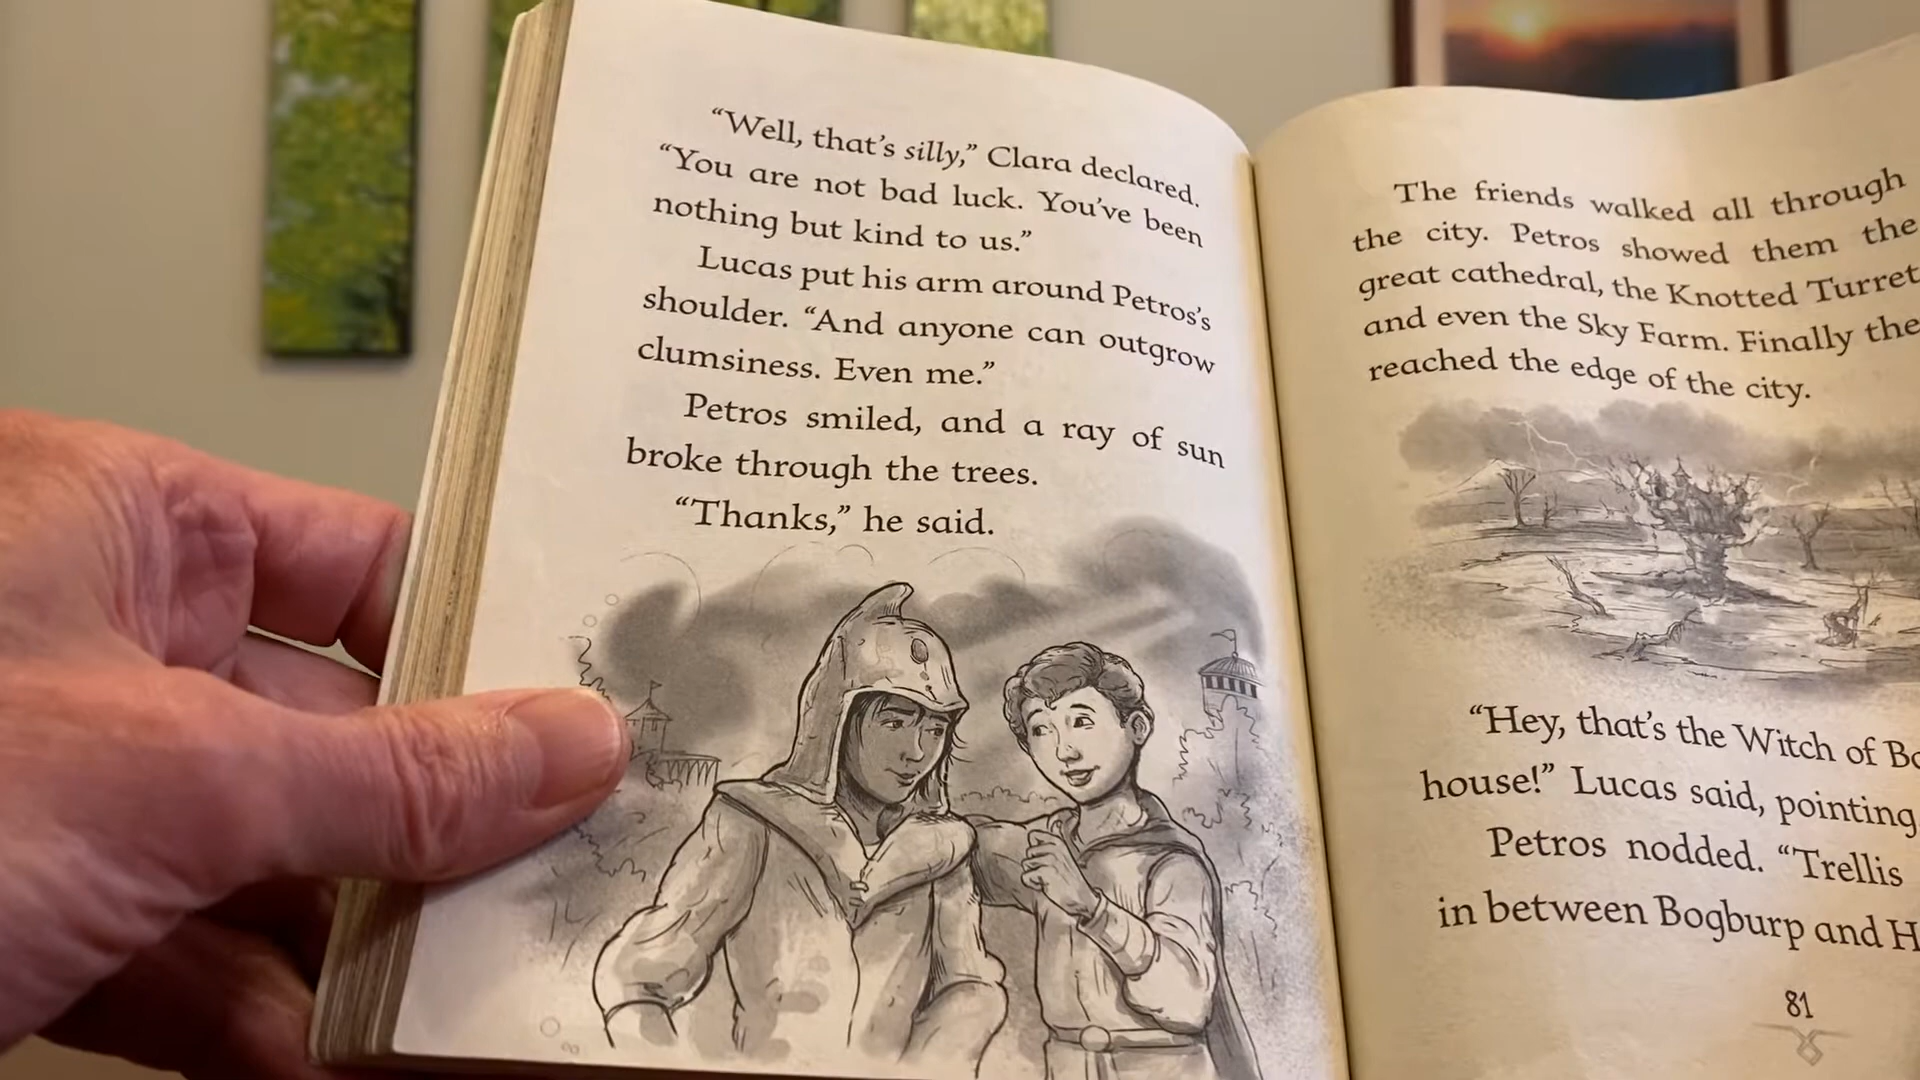 “Well, that’s silly,” Clara declared.
“You are not bad luck. You’ve been
nothing but kind to us.”
Lucas put his arm around Petros’s
shoulder. “And anyone can outgrow
clumsiness. Even me.”
Petros smiled, and a ray of sun
broke through the trees.
“Thanks,” he said.
The friends walked all through
the city. Petros showed them the
great cathedral, the Knotted Turret
and even the Sky Farm. Finally the
reached the edge of the city.
“Hey, that’s the Witch of
house!” Lucas said, pointing
Petros nodded. “Trellis
in between Bogburp and
81